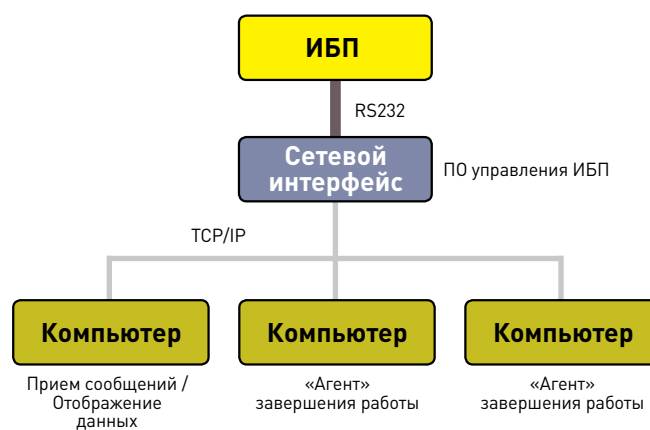 ИБП
RS232
Сетевой
интерфейс
ПО управления ИБП
TCP/IP
Компьютер
Компьютер
Компьютер
Прием сообщений /
Отображение
данных
«Агент»
завершения работы
«Агент»
завершения работы